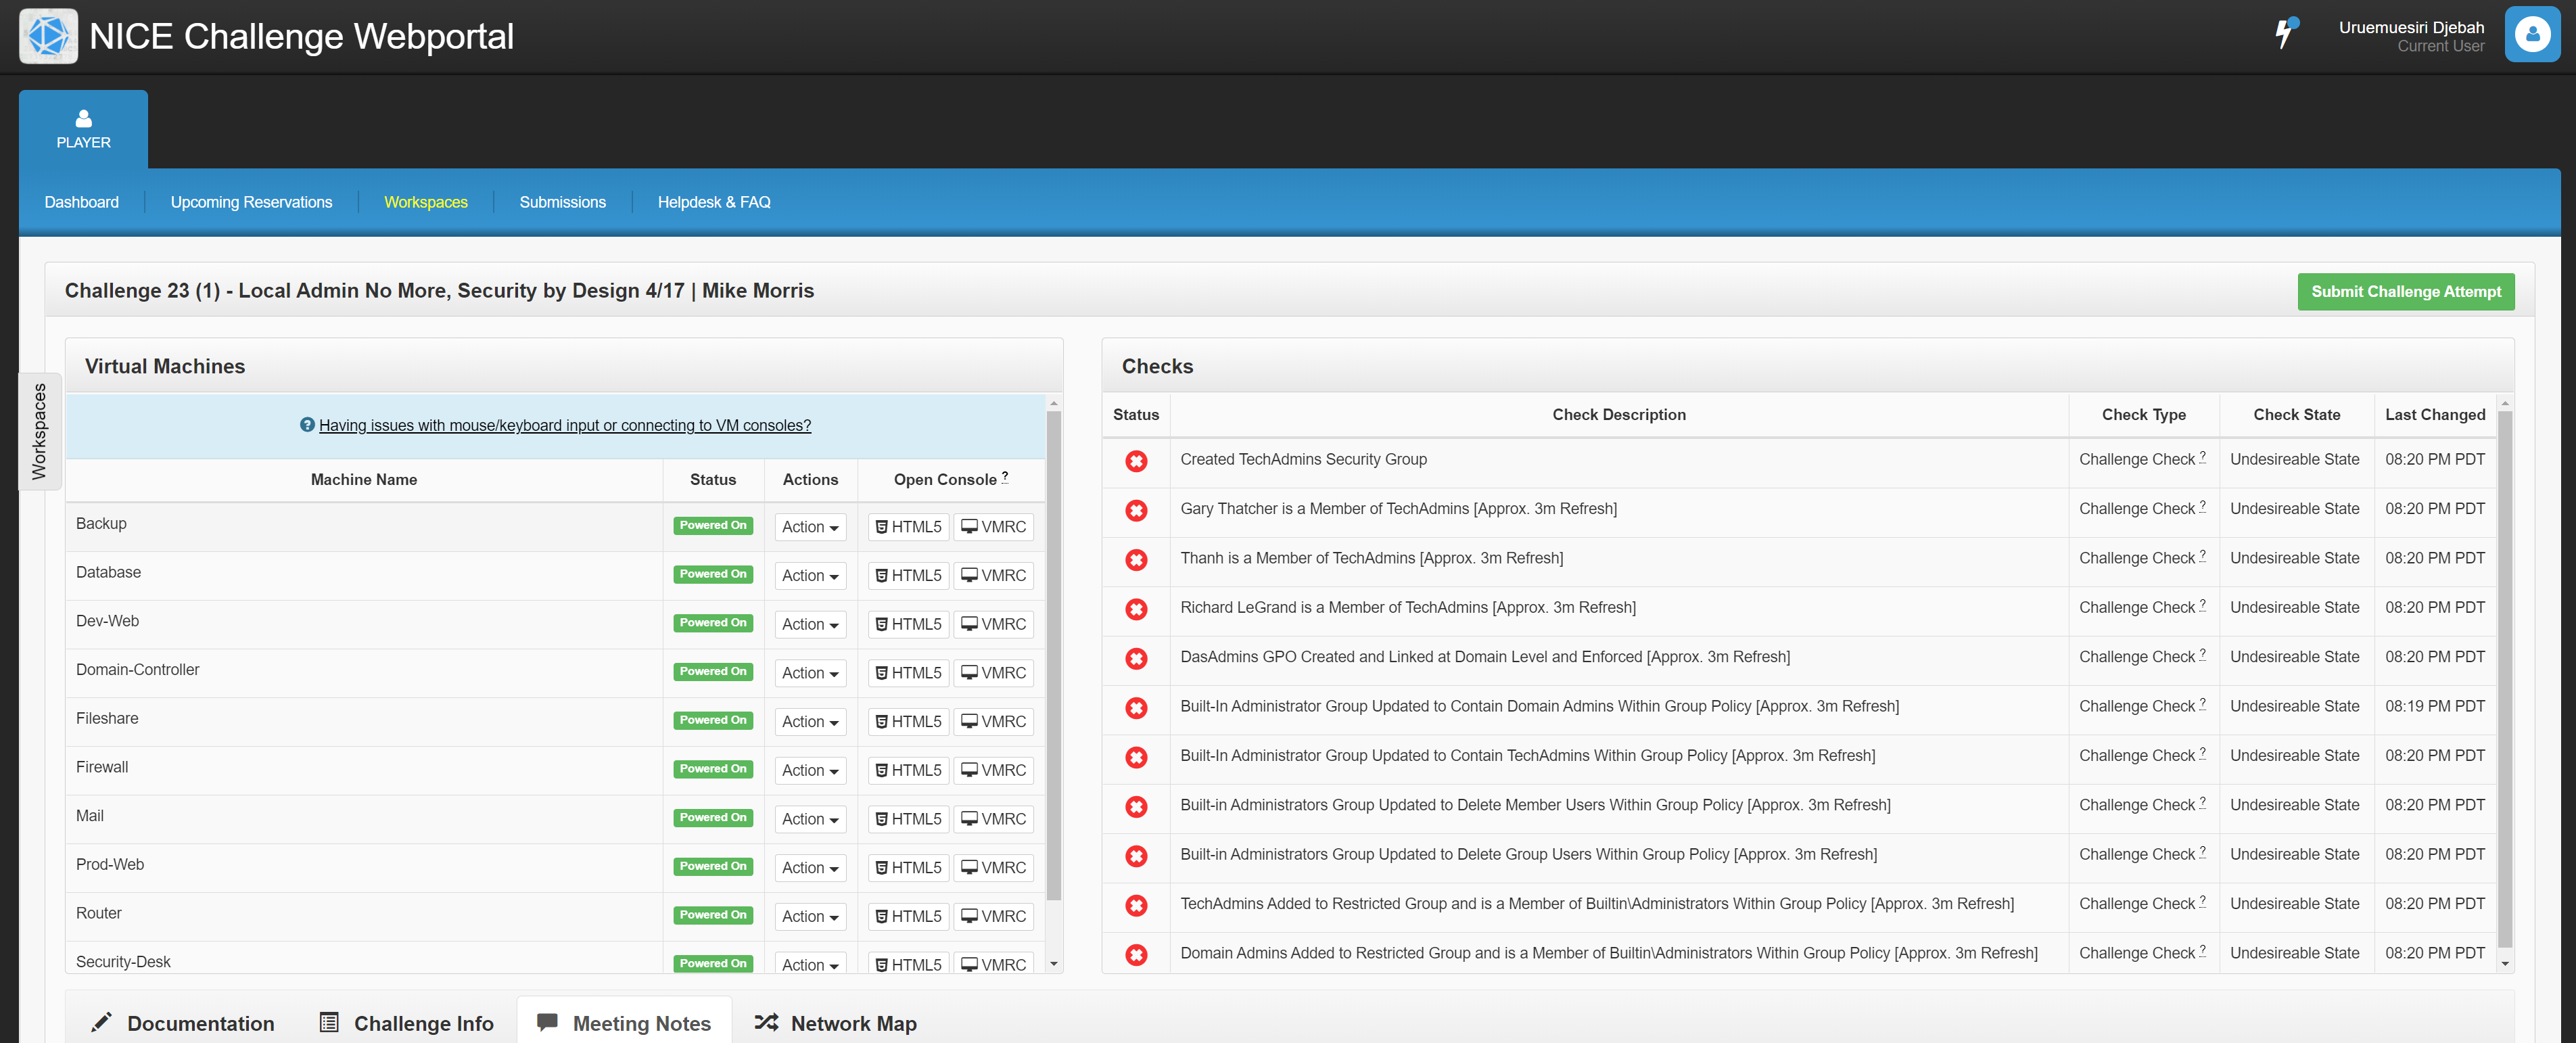 NICE Challenge Webportal
Uruemuesiri Djebah
Current User
PLAYER
Dashboard Upcoming Reservations Workspaces Submissions Helpdesk & FAQ
Challenge 23 (1) - Local Admin No More, Security by Design 4/17 | Mike Morris
Submit Challenge Attempt
Workspaces
Virtual Machines
Having issues with mouse/keyboard input or connecting to VM consoles?
Machine Name Status Actions Open Console ?
Backup Powered On Action HTML5 VMRC
Database Powered On Action HTML5 VMRC
Dev-Web Powered On Action HTML5 VMRC
Domain-Controller Powered On Action HTML5 VMRC
Fileshare Powered On Action HTML5 VMRC
Firewall Powered On Action HTML5 VMRC
Mail Powered On Action HTML5 VMRC
Prod-Web Powered On Action HTML5 VMRC
Router Powered On Action HTML5 VMRC
Security-Desk Powered On Action HTML5 VMRC
Checks
Status Check Description Check Type Check State Last Changed
Created TechAdmins Security Group Challenge Check ? Undesireable State 08:20 PM PDT
Gary Thatcher is a Member of TechAdmins [Approx. 3m Refresh] Challenge Check ? Undesireable State 08:20 PM PDT
Thanh is a Member of TechAdmins [Approx. 3m Refresh] Challenge Check ? Undesireable State 08:20 PM PDT
Richard LeGrand is a Member of TechAdmins [Approx. 3m Refresh] Challenge Check ? Undesireable State 08:20 PM PDT
DasAdmins GPO Created and Linked at Domain Level and Enforced [Approx. 3m Refresh] Challenge Check ? Undesireable State 08:20 PM PDT
Built-In Administrator Group Updated to Contain Domain Admins Within Group Policy [Approx. 3m Refresh] Challenge Check ? Undesireable State 08:19 PM PDT
Built-In Administrator Group Updated to Contain TechAdmins Within Group Policy [Approx. 3m Refresh] Challenge Check ? Undesireable State 08:20 PM PDT
Built-in Administrators Group Updated to Delete Member Users Within Group Policy [Approx. 3m Refresh] Challenge Check ? Undesireable State 08:20 PM PDT
Built-in Administrators Group Updated to Delete Group Users Within Group Policy [Approx. 3m Refresh] Challenge Check ? Undesireable State 08:20 PM PDT
TechAdmins Added to Restricted Group and is a Member of Builtin\Administrators Within Group Policy [Approx. 3m Refresh] Challenge Check ? Undesireable State 08:20 PM PDT
Domain Admins Added to Restricted Group and is a Member of Builtin\Administrators Within Group Policy [Approx. 3m Refresh] Challenge Check ? Undesireable State 08:20 PM PDT
Documentation Challenge Info Meeting Notes Network Map